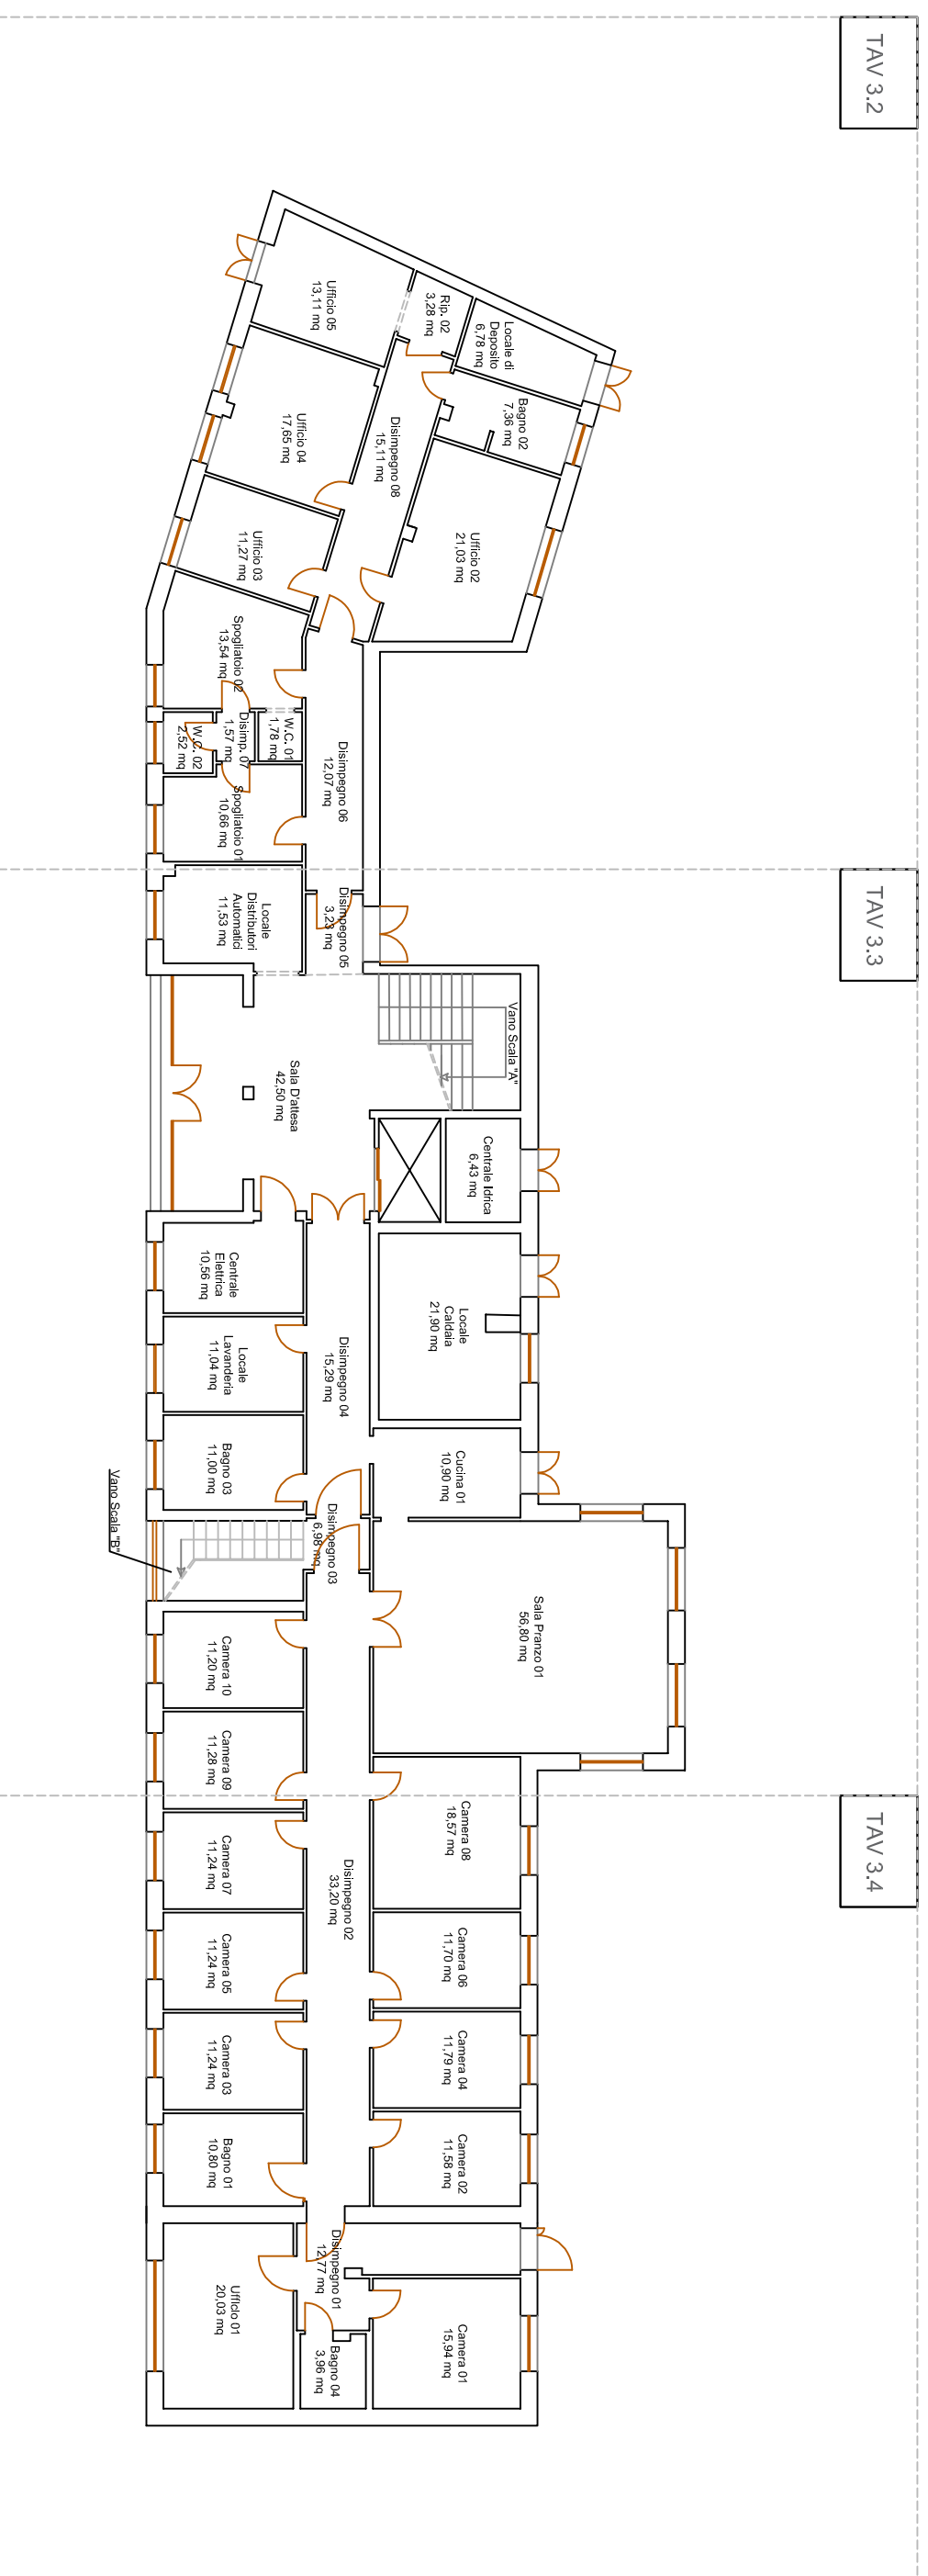 TAV 3.2
Ufficio 05
13,11 mq
Rip. 02
3,28 mq
Locale di
Deposito
6,78 mq
Bagno 02
7,36 mq
Ufficio 04
17,65 mq
Disimpegno 08
15,11 mq
Ufficio 03
11,27 mq
Ufficio 02
21,03 mq
Spogliatoio 02
13,54 mq
W.C. 01
1,78 mq
Disimp. 07
1,57 mq
W.C. 02
2,52 mq
Disimpegno 06
12,07 mq
Spogliatoio 01
10,66 mq
TAV 3.3
Locale
Distributori
Automatici
11,53 mq
Disimpegno 05
3,23 mq
Vano Scala "A"
Sala D'attesa
42,50 mq
Centrale Idrica
6,43 mq
Centrale
Elettrica
10,56 mq
Locale
Caldaia
21,90 mq
Locale
Lavanderia
11,04 mq
Disimpegno 04
15,29 mq
Bagno 03
11,00 mq
Cucina 01
10,90 mq
Vano Scala "B"
Disimpegno 03
6,98 mq
Sala Pranzo 01
56,80 mq
Camera 10
11,20 mq
Camera 09
11,28 mq
TAV 3.4
Camera 08
18,57 mq
Camera 07
11,24 mq
Disimpegno 02
33,20 mq
Camera 06
11,70 mq
Camera 05
11,24 mq
Camera 04
11,79 mq
Camera 03
11,24 mq
Camera 02
11,58 mq
Bagno 01
10,80 mq
Disimpegno 01
12,77 mq
Ufficio 01
20,03 mq
Camera 01
15,94 mq
Bagno 04
3,96 mq